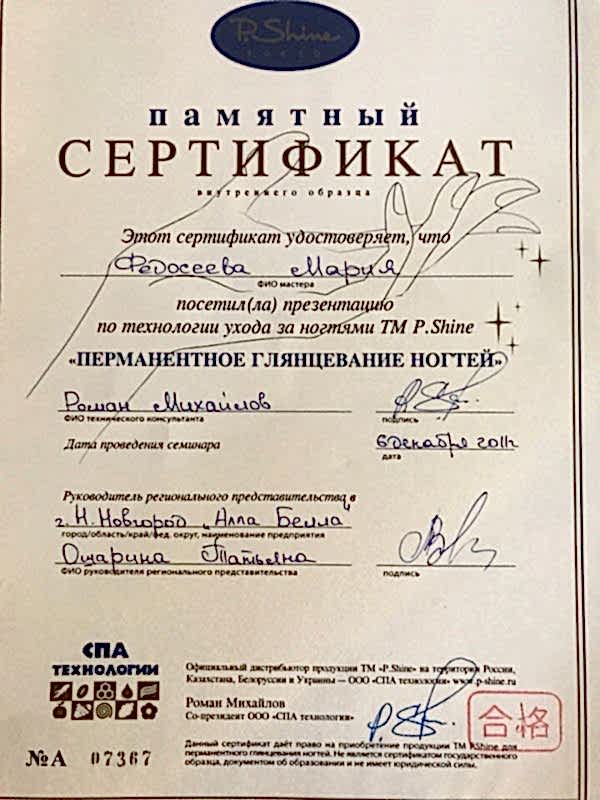 P.Shine
TOKYO
ПАМЯТНЫЙ
СЕРТИФИКАТ
внутреннего образца
Этот сертификат удостоверяет, что
Федосеева Мария
ФИО мастера
посетил(ла) презентацию
по технологии ухода за ногтями ТМ P.Shine
«ПЕРМАНЕНТНОЕ ГЛЯНЦЕВАНИЕ НОГТЕЙ»
Роман Михайлов
ФИО технического консультанта подпись
Дата проведения семинара 6 декабря 2011г
дата
Руководитель регионального представительства в
г. Н. Новгород „Алла Белла"
город/область/край/фед. округ, наименование предприятия
Ошарина Татьяна
ФИО руководителя регионального представительства подпись
СПА
ТЕХНОЛОГИИ
Официальный дистрибьютор продукции ТМ «P.Shine» на территории России,
Казахстана, Белоруссии и Украины — ООО «СПА технологии» www.p-shine.ru
Роман Михайлов
Со-президент ООО «СПА технологии»
合格
№А 07367
Данный сертификат даёт право на приобретение продукции ТМ P.Shine для
перманентного глянцевания ногтей. Не является сертификатом государственного
образца, документом об образовании и не имеет юридической силы.